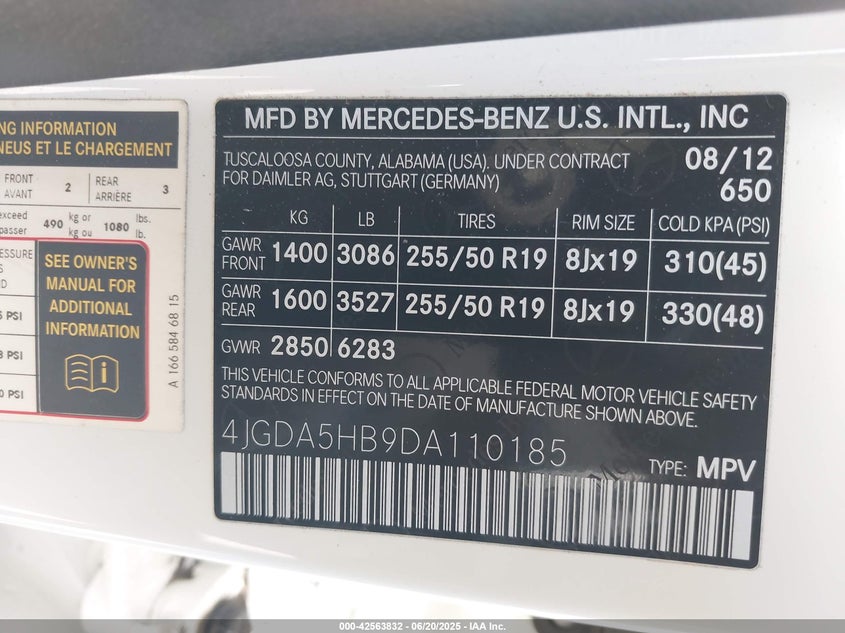 NG INFORMATION
NEUS ET LE CHARGEMENT
FRONT
AVANT
2
REAR
ARRIÈRE
3
exceed
passer
490
kg or
kg ou
1080
lbs.
lb.
ESSURE
S
D
PSI
PSI
0 PSI
SEE OWNER'S
MANUAL FOR
ADDITIONAL
INFORMATION
i
A 166 584 68 15
MFD BY MERCEDES-BENZ U.S. INTL., INC
TUSCALOOSA COUNTY, ALABAMA (USA). UNDER CONTRACT
FOR DAIMLER AG, STUTTGART (GERMANY)
08/12
650
KG LB TIRES RIM SIZE COLD KPA (PSI)
GAWR FRONT 1400 3086 255/50 R19 8Jx19 310(45)
GAWR REAR 1600 3527 255/50 R19 8Jx19 330(48)
GVWR 2850 6283
THIS VEHICLE CONFORMS TO ALL APPLICABLE FEDERAL MOTOR VEHICLE SAFETY
STANDARDS IN EFFECT ON THE DATE OF MANUFACTURE SHOWN ABOVE.
4JGDA5HB9DA110185
TYPE: MPV
000-42563832 - 06/20/2025 - IAA Inc.